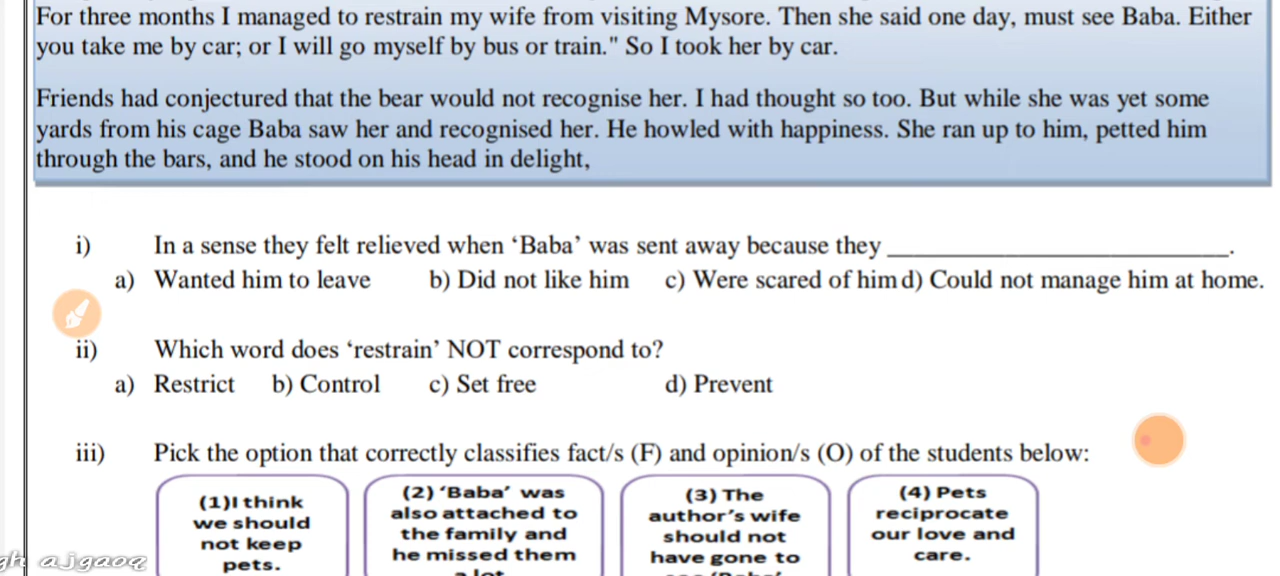 For three months I managed to restrain my wife from visiting Mysore. Then she said one day, must see Baba. Either
you take me by car; or I will go myself by bus or train." So I took her by car.
Friends had conjectured that the bear would not recognise her. I had thought so too. But while she was yet some
yards from his cage Baba saw her and recognised her. He howled with happiness. She ran up to him, petted him
through the bars, and he stood on his head in delight,
i) In a sense they felt relieved when ‘Baba’ was sent away because they ______________________________.
a) Wanted him to leave b) Did not like him c) Were scared of him d) Could not manage him at home.
ii) Which word does ‘restrain’ NOT correspond to?
a) Restrict b) Control c) Set free d) Prevent
iii) Pick the option that correctly classifies fact/s (F) and opinion/s (O) of the students below:
(1)I think
we should
not keep
pets.
(2) ‘Baba’ was
also attached to
the family and
he missed them
a lot
(3) The
author’s wife
should not
have gone to
(4) Pets
reciprocate
our love and
care.